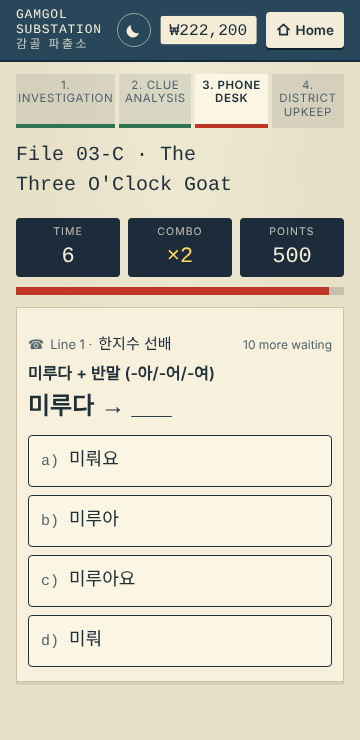 GAMGOL
SUBSTATION
감골 파출소
₩222,200
Home
1. INVESTIGATION
2. CLUE ANALYSIS
3. PHONE DESK
4. DISTRICT UPKEEP
File 03-C · The
Three O'Clock Goat
TIME
6
COMBO
×2
POINTS
500
☎ Line 1 · 한지수 선배
10 more waiting
미루다 + 반말 (-아/-어/-여)
미루다 → ___
a) 미뤄요
b) 미루아
c) 미루아요
d) 미뤄